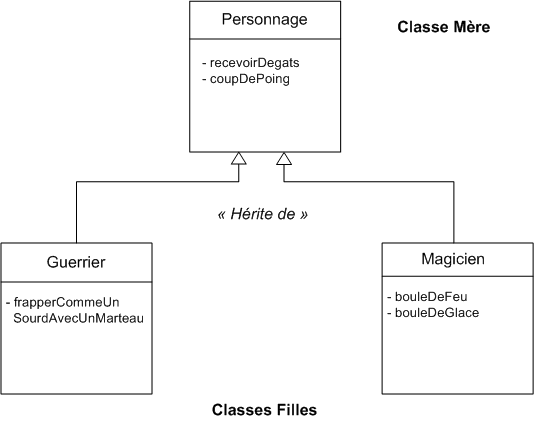 Personnage
Classe Mère
- recevoirDegats
- coupDePoing
« Hérite de »
Guerrier
- frapperCommeUn
SourdAvecUnMarteau
Magicien
- bouleDeFeu
- bouleDeGlace
Classes Filles